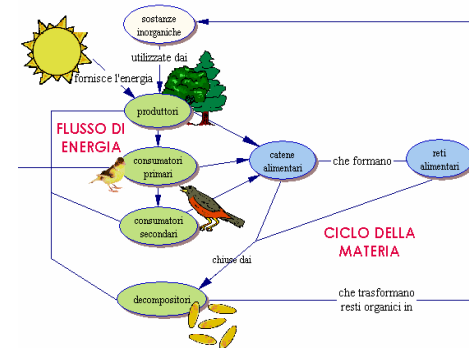 sostanze
inorganiche
utilizzate dai
fornisce l'energia
produttori
FLUSSO DI
ENERGIA
consumatori
primari
catene
alimentari
che formano
reti
alimentari
consumatori
secondari
CICLO DELLA
MATERIA
chiuse dai
decompositori
che trasformano
resti organici in